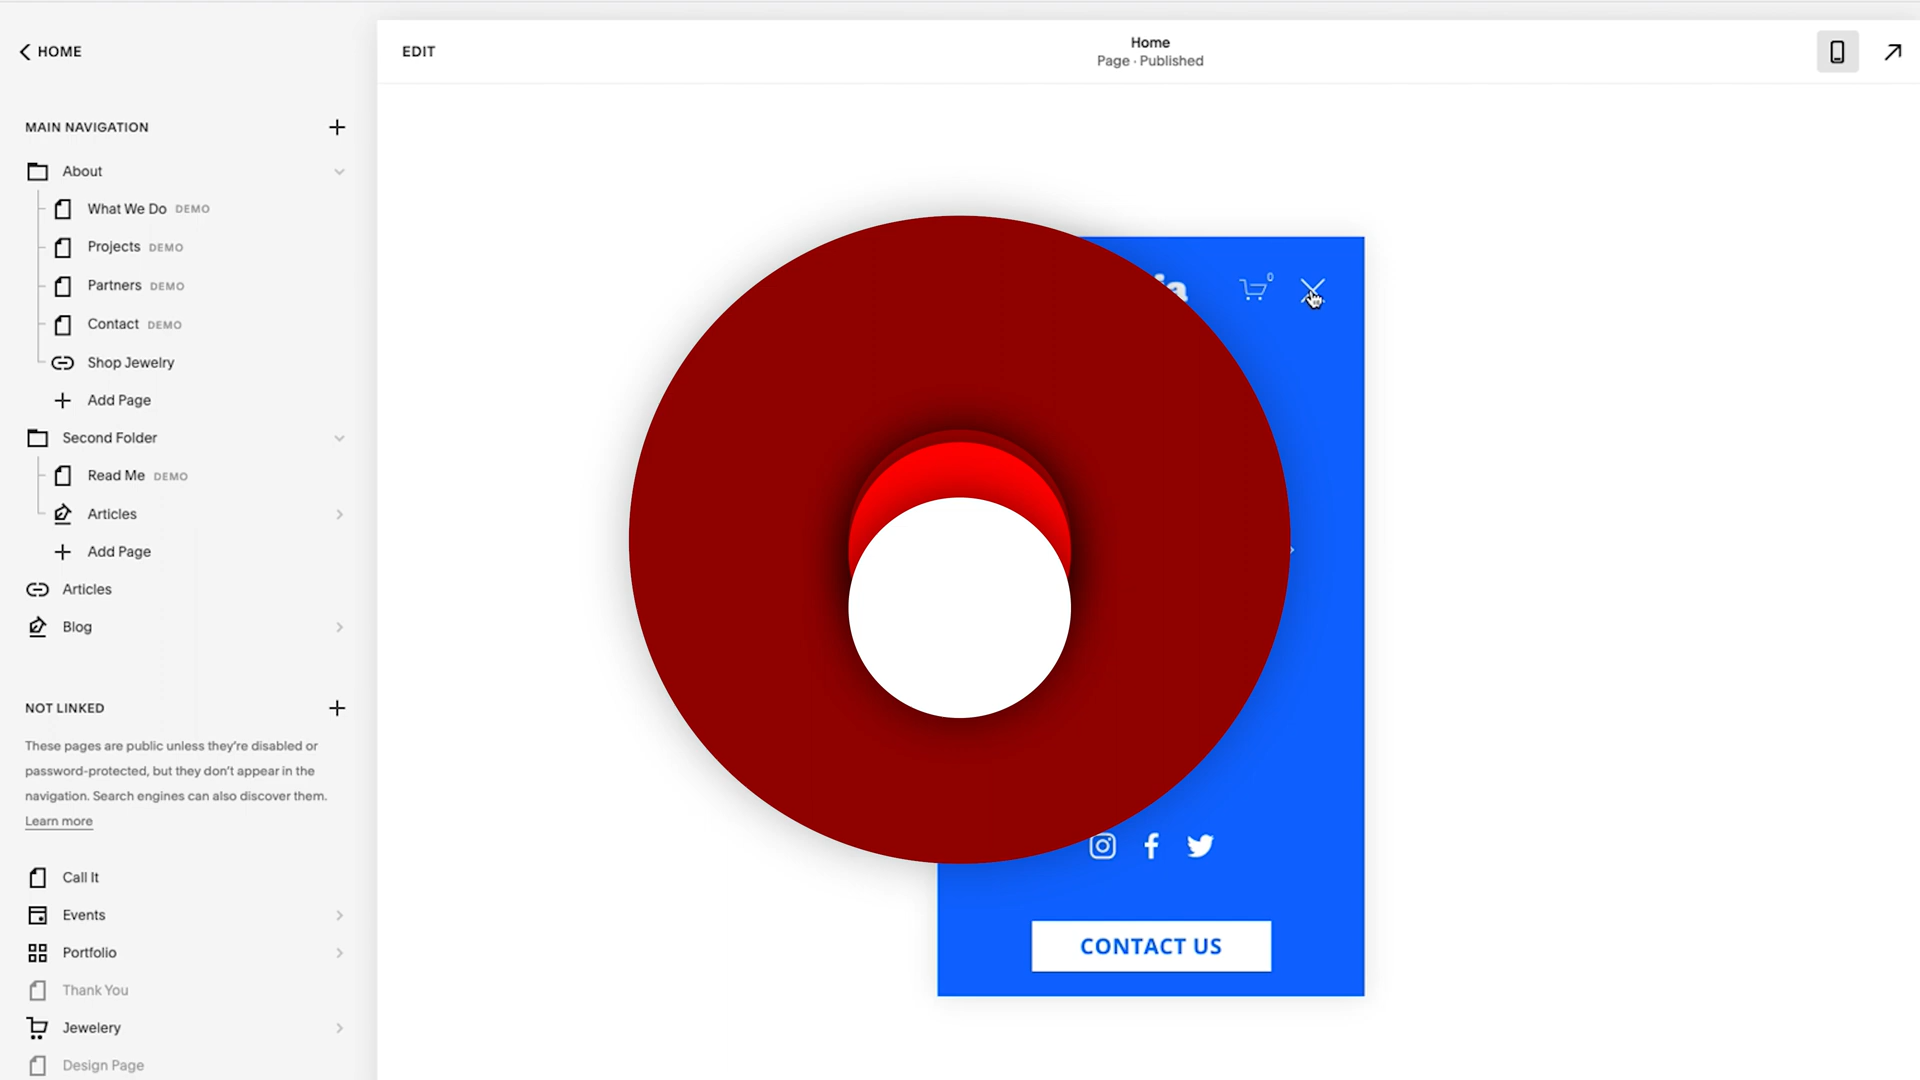 HOME
EDIT
Home
Page · Published
MAIN NAVIGATION
About
What We Do DEMO
Projects DEMO
Partners DEMO
Contact DEMO
Shop Jewelry
Add Page
Second Folder
Read Me DEMO
Articles
Add Page
Articles
Blog
NOT LINKED
These pages are public unless they’re disabled or
password-protected, but they don’t appear in the
navigation. Search engines can also discover them.
Learn more
Call It
Events
Portfolio
Thank You
Jewelery
Design Page
0
CONTACT US